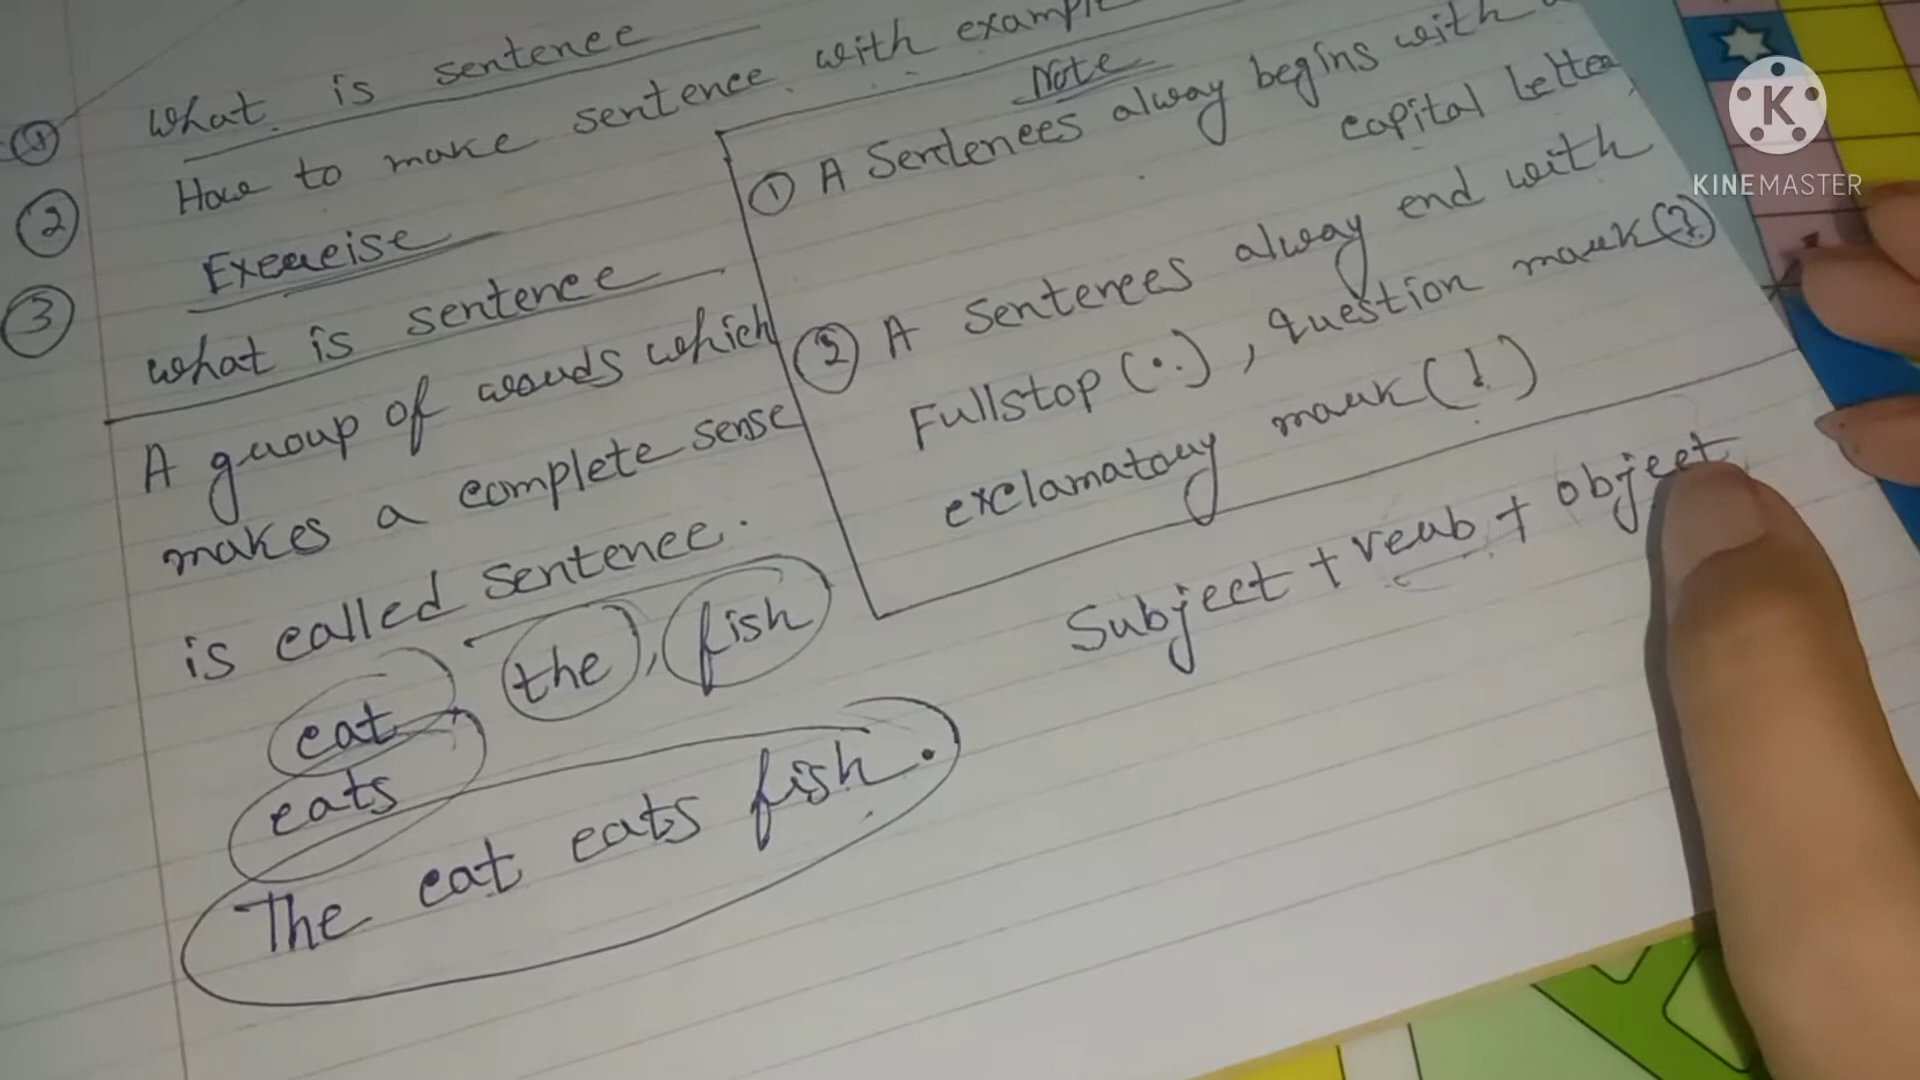 ① What is sentence
② How to make sentence with example
③ Exercise
What is sentence
A group of words which
makes a complete sense
is called sentence.
cat, the, fish
eats
The cat eats fish.
Note
① A Sentences alway begins with a
capital letter
② A Sentences alway end with
Fullstop (.), question mark (?)
exclamatory mark (!)
Subject + verb + object
KINEMASTER